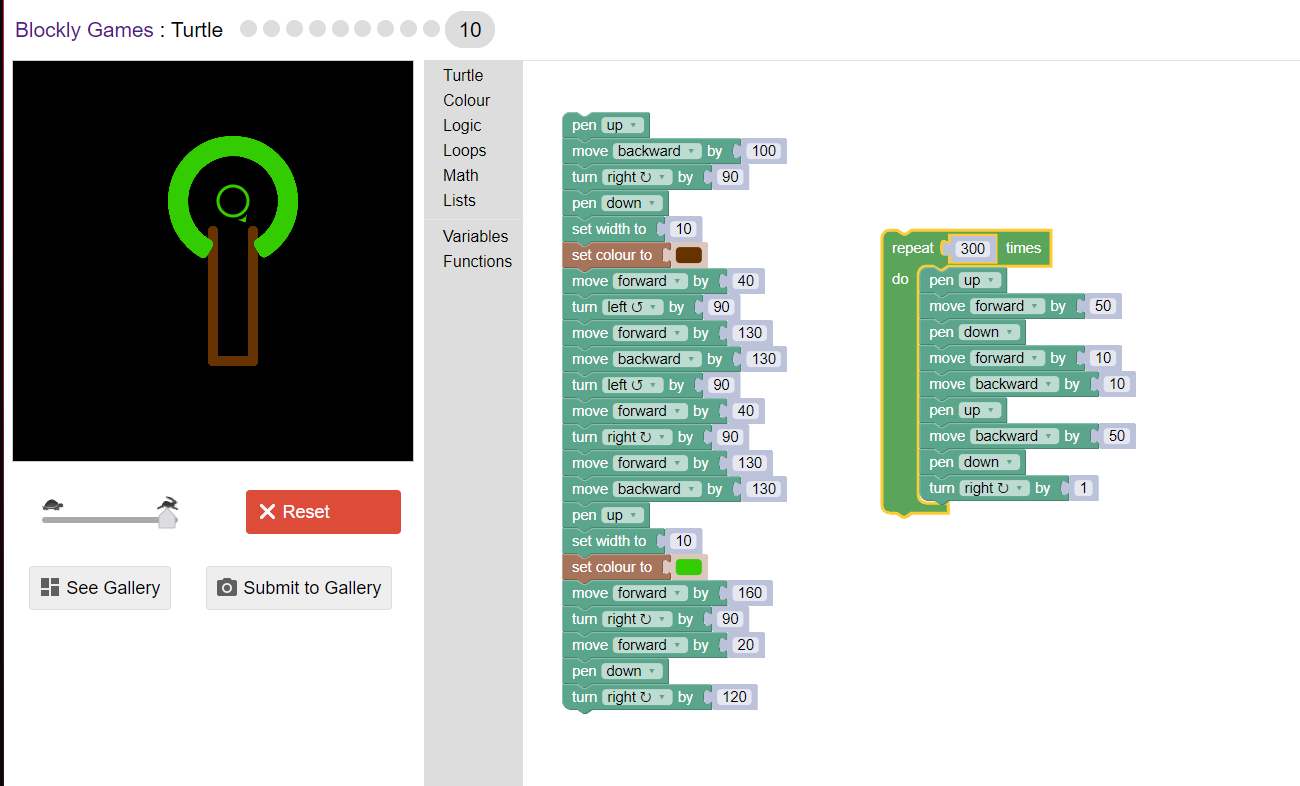 Blockly Games : Turtle 10
Turtle
Colour
Logic
Loops
Math
Lists
Variables
Functions
pen up
move backward by 100
turn right ↻ by 90
pen down
set width to 10
set colour to
move forward by 40
turn left ↺ by 90
move forward by 130
move backward by 130
turn left ↺ by 90
move forward by 40
turn right ↻ by 90
move forward by 130
move backward by 130
pen up
set width to 10
set colour to
move forward by 160
turn right ↻ by 90
move forward by 20
pen down
turn right ↻ by 120
repeat 300 times
do pen up
move forward by 50
pen down
move forward by 10
move backward by 10
pen up
move backward by 50
pen down
turn right ↻ by 1
Reset
See Gallery
Submit to Gallery